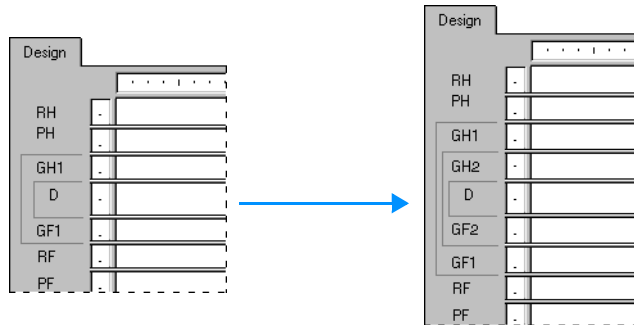 Design
RH
PH
GH1
D
GF1
RF
PF
Design
RH
PH
GH1
GH2
D
GF2
GF1
RF
PF